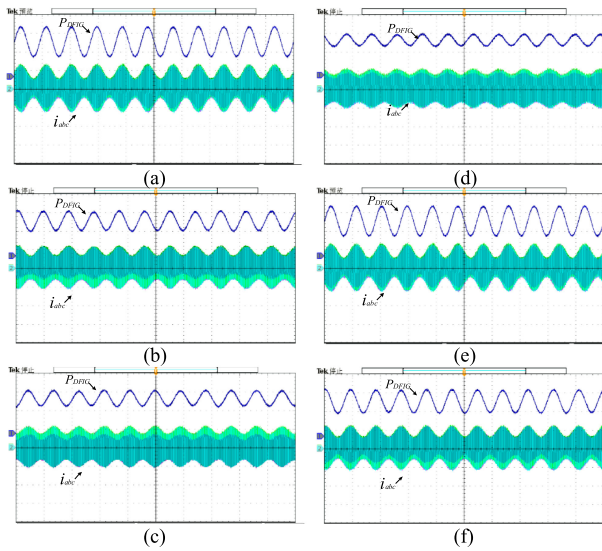 Tek 预览
P_DFIG
i_abc
(a)
Tek 停止
P_DFIG
i_abc
(d)
Tek 停止
P_DFIG
i_abc
(b)
Tek 预览
P_DFIG
i_abc
(e)
Tek 停止
P_DFIG
i_abc
(c)
Tek 停止
P_DFIG
i_abc
(f)